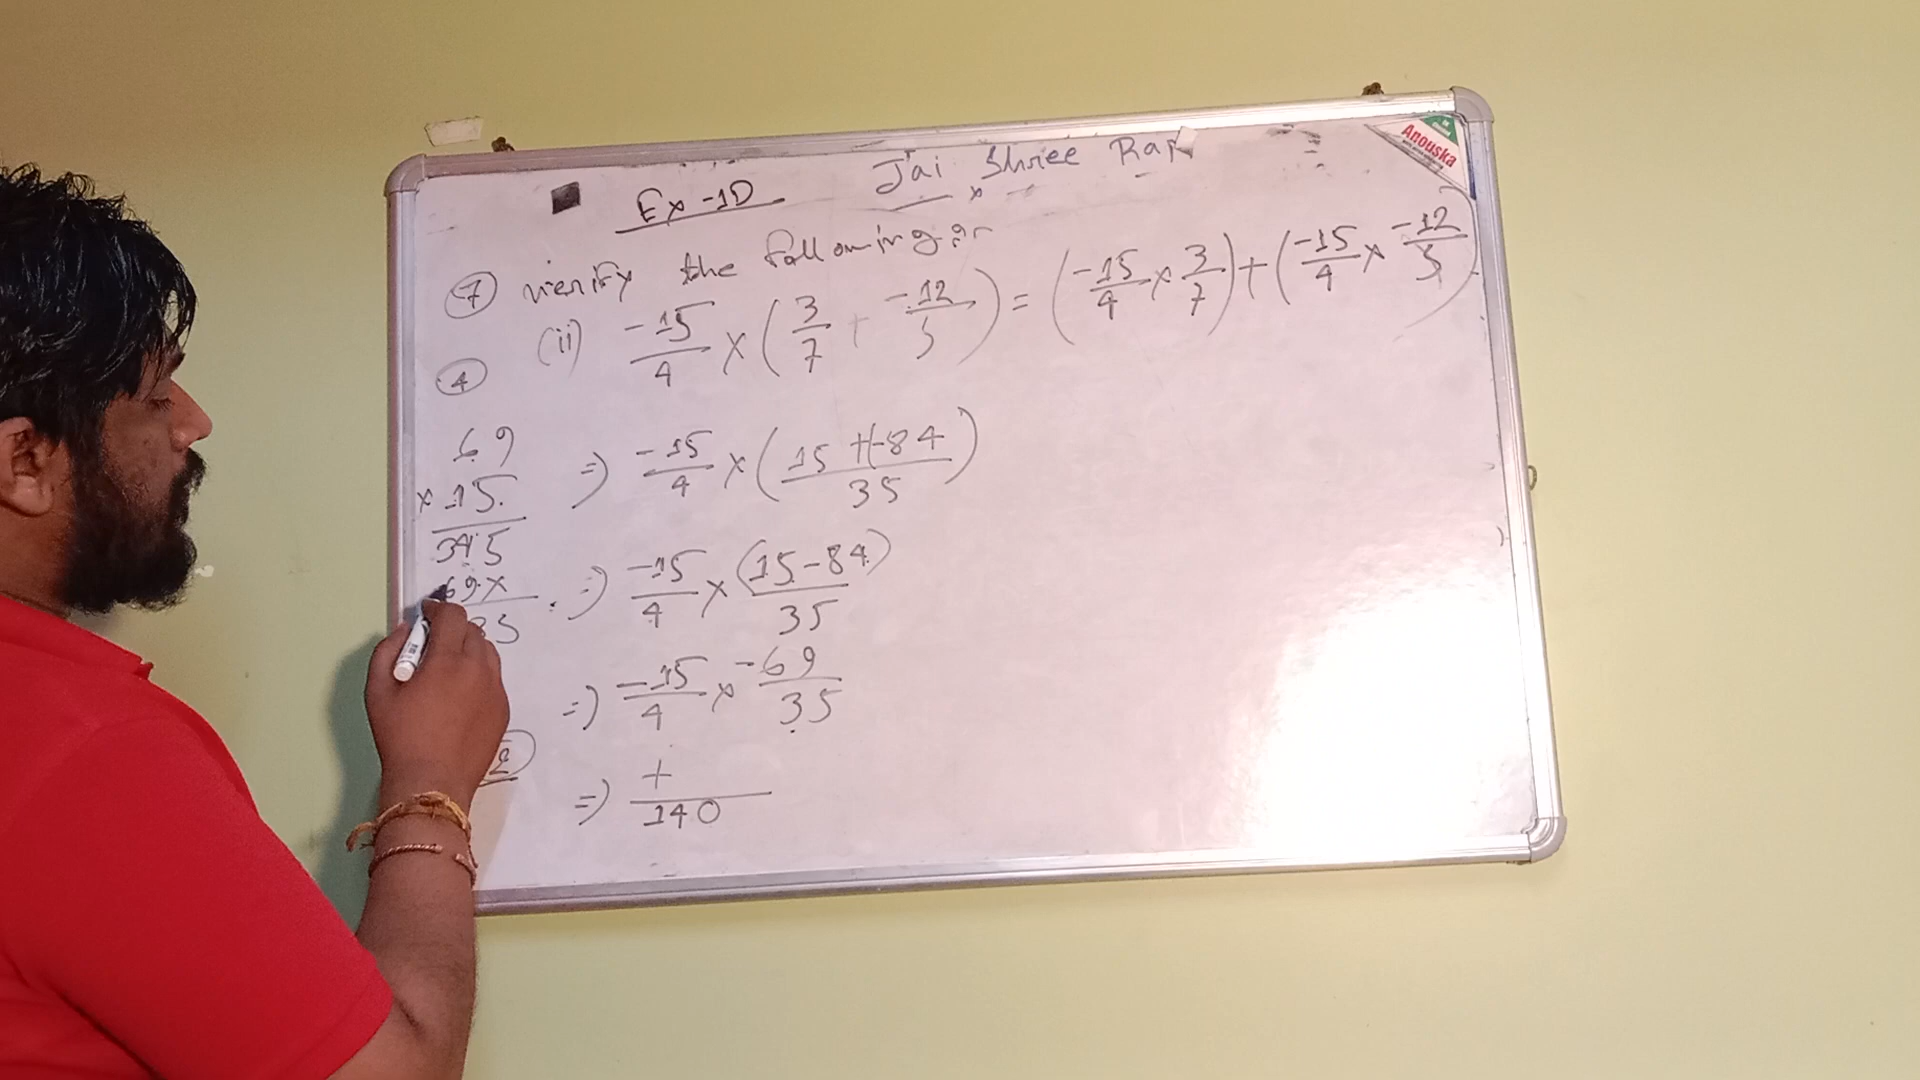 Jai Shree Ram
Ex-1D
Anouska
7 verify the following :-
(ii) -15/4 × (3/7 + -12/5) = (-15/4 × 3/7) + (-15/4 × -12/5)
4
=) -15/4 × (15+(-84)/35)
69
×15
345
69×
35
=) -15/4 × (15-84)/35
=) -15/4 × -69/35
=) +/140